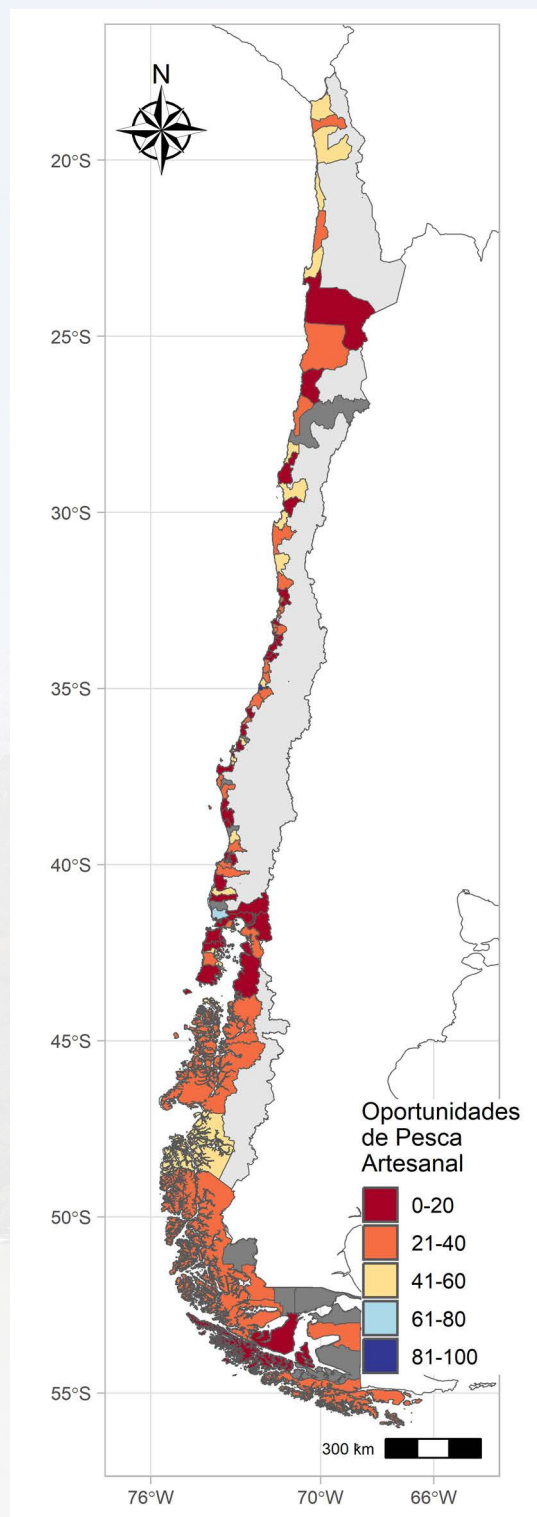 N
20°S
25°S
30°S
35°S
40°S
45°S
50°S
55°S
Oportunidades
de Pesca
Artesanal
0-20
21-40
41-60
61-80
81-100
300 km
76°W
70°W
66°W